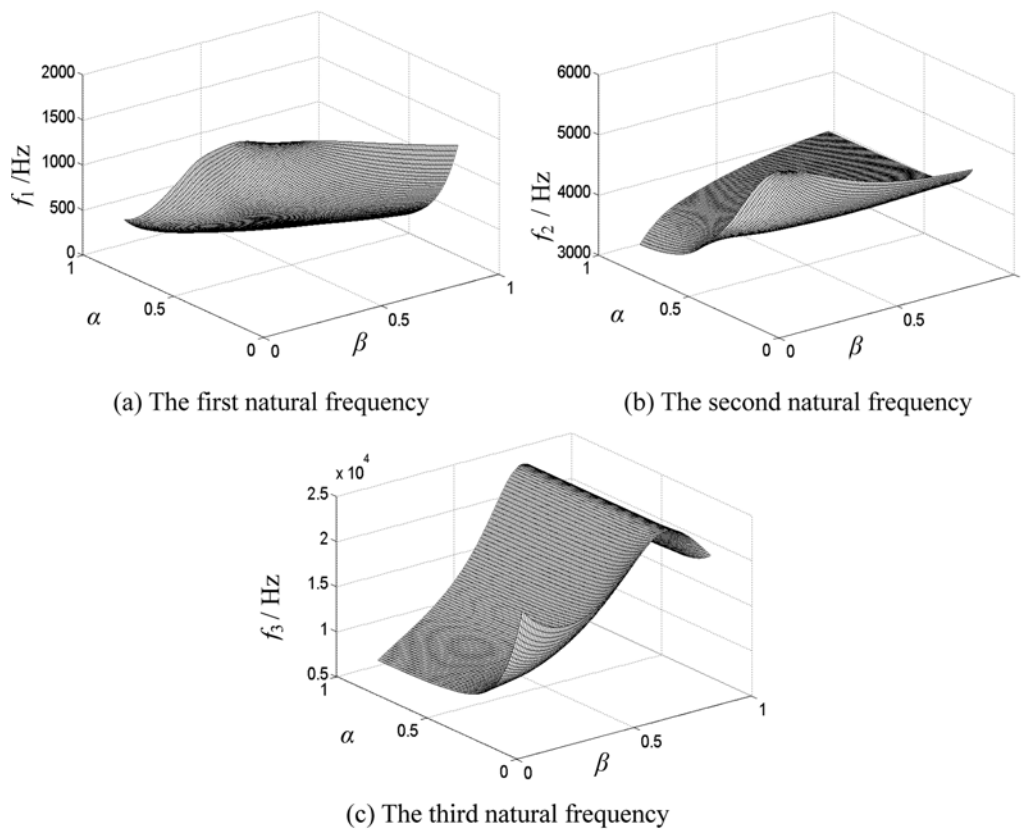 2000
1500
1000
500
0
f1 /Hz
1
0.5
0
α
0
0.5
1
β
(a) The first natural frequency
6000
5000
4000
3000
f2 / Hz
1
0.5
0
α
0
0.5
β
(b) The second natural frequency
x 10^4
2.5
2
1.5
1
0.5
f3 / Hz
1
0.5
0
α
0
0.5
1
β
(c) The third natural frequency